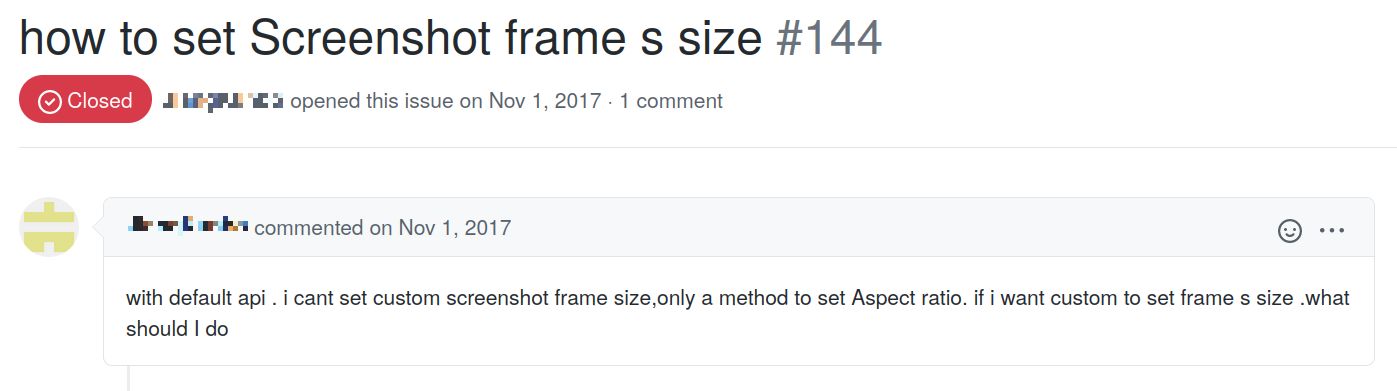 how to set Screenshot frame s size #144
Closed opened this issue on Nov 1, 2017 · 1 comment
commented on Nov 1, 2017
with default api . i cant set custom screenshot frame size,only a method to set Aspect ratio. if i want custom to set frame s size .what
should I do